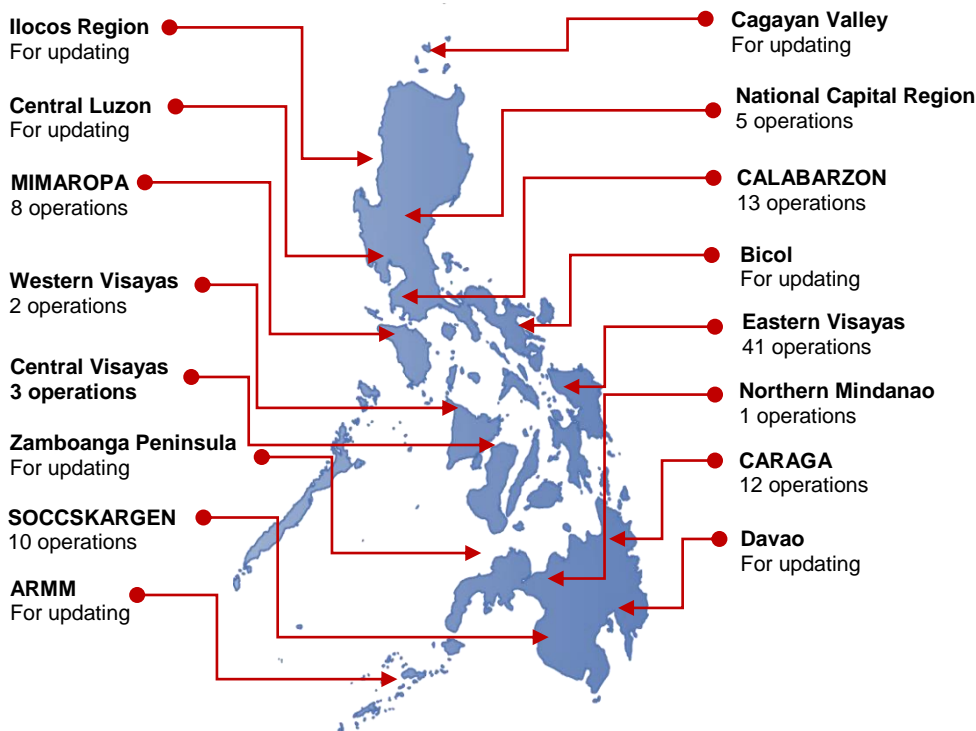 Ilocos Region
For updating
Central Luzon
For updating
MIMAROPA
8 operations
Western Visayas
2 operations
Central Visayas
3 operations
Zamboanga Peninsula
For updating
SOCCSKARGEN
10 operations
ARMM
For updating
Cagayan Valley
For updating
National Capital Region
5 operations
CALABARZON
13 operations
Bicol
For updating
Eastern Visayas
41 operations
Northern Mindanao
1 operations
CARAGA
12 operations
Davao
For updating